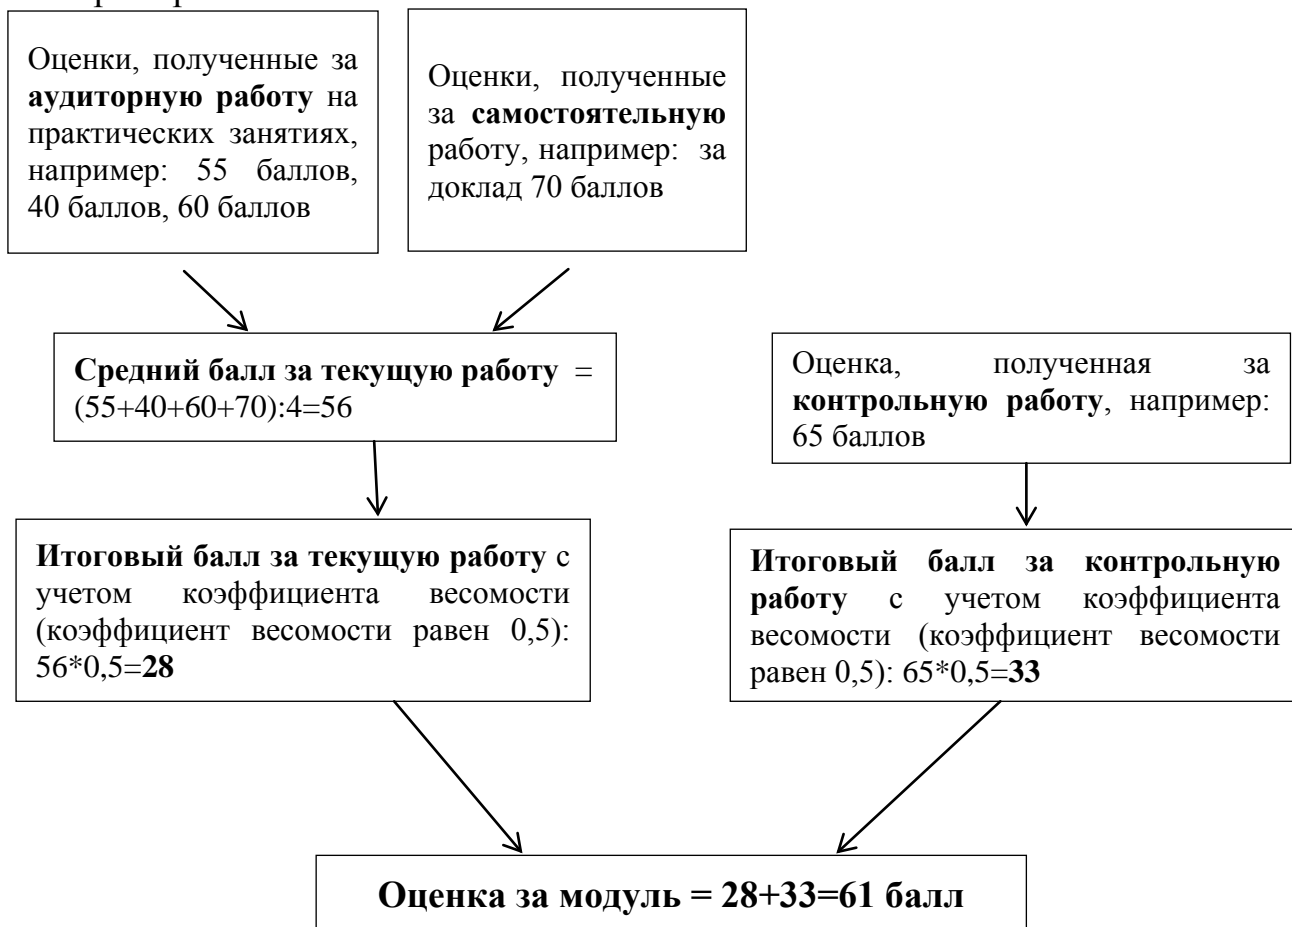 Оценки, полученные за
аудиторную работу на
практических занятиях,
например: 55 баллов,
40 баллов, 60 баллов
Оценки, полученные
за самостоятельную
работу, например: за
доклад 70 баллов
Средний балл за текущую работу =
(55+40+60+70):4=56
Оценка, полученная за
контрольную работу, например:
65 баллов
Итоговый балл за текущую работу с
учетом коэффициента весомости
(коэффициент весомости равен 0,5):
56*0,5=28
Итоговый балл за контрольную
работу с учетом коэффициента
весомости (коэффициент весомости
равен 0,5): 65*0,5=33
Оценка за модуль = 28+33=61 балл